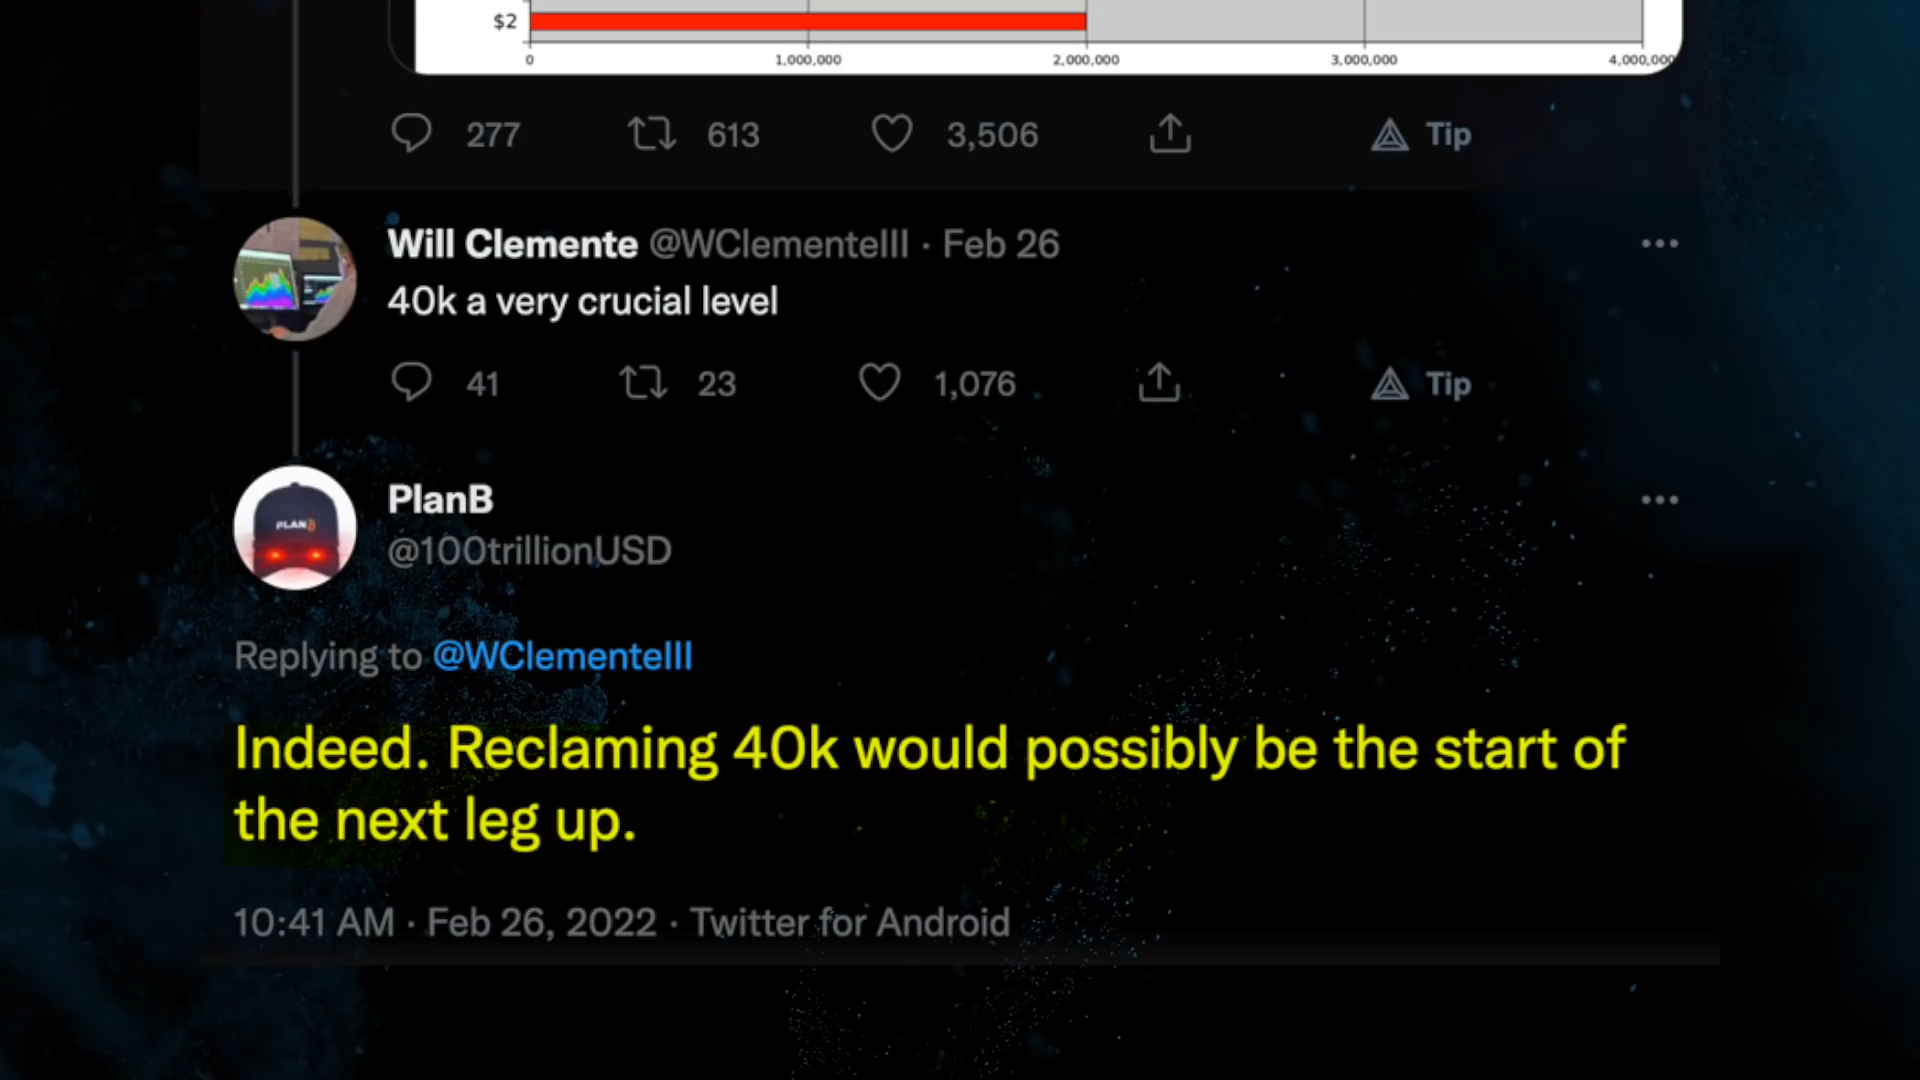 $2
0 1,000,000 2,000,000 3,000,000 4,000,000
277 613 3,506 Tip
Will Clemente @WClementeIII · Feb 26
40k a very crucial level
41 23 1,076 Tip
PLAN₿
PlanB
@100trillionUSD
Replying to @WClementeIII
Indeed. Reclaming 40k would possibly be the start of
the next leg up.
10:41 AM · Feb 26, 2022 · Twitter for Android